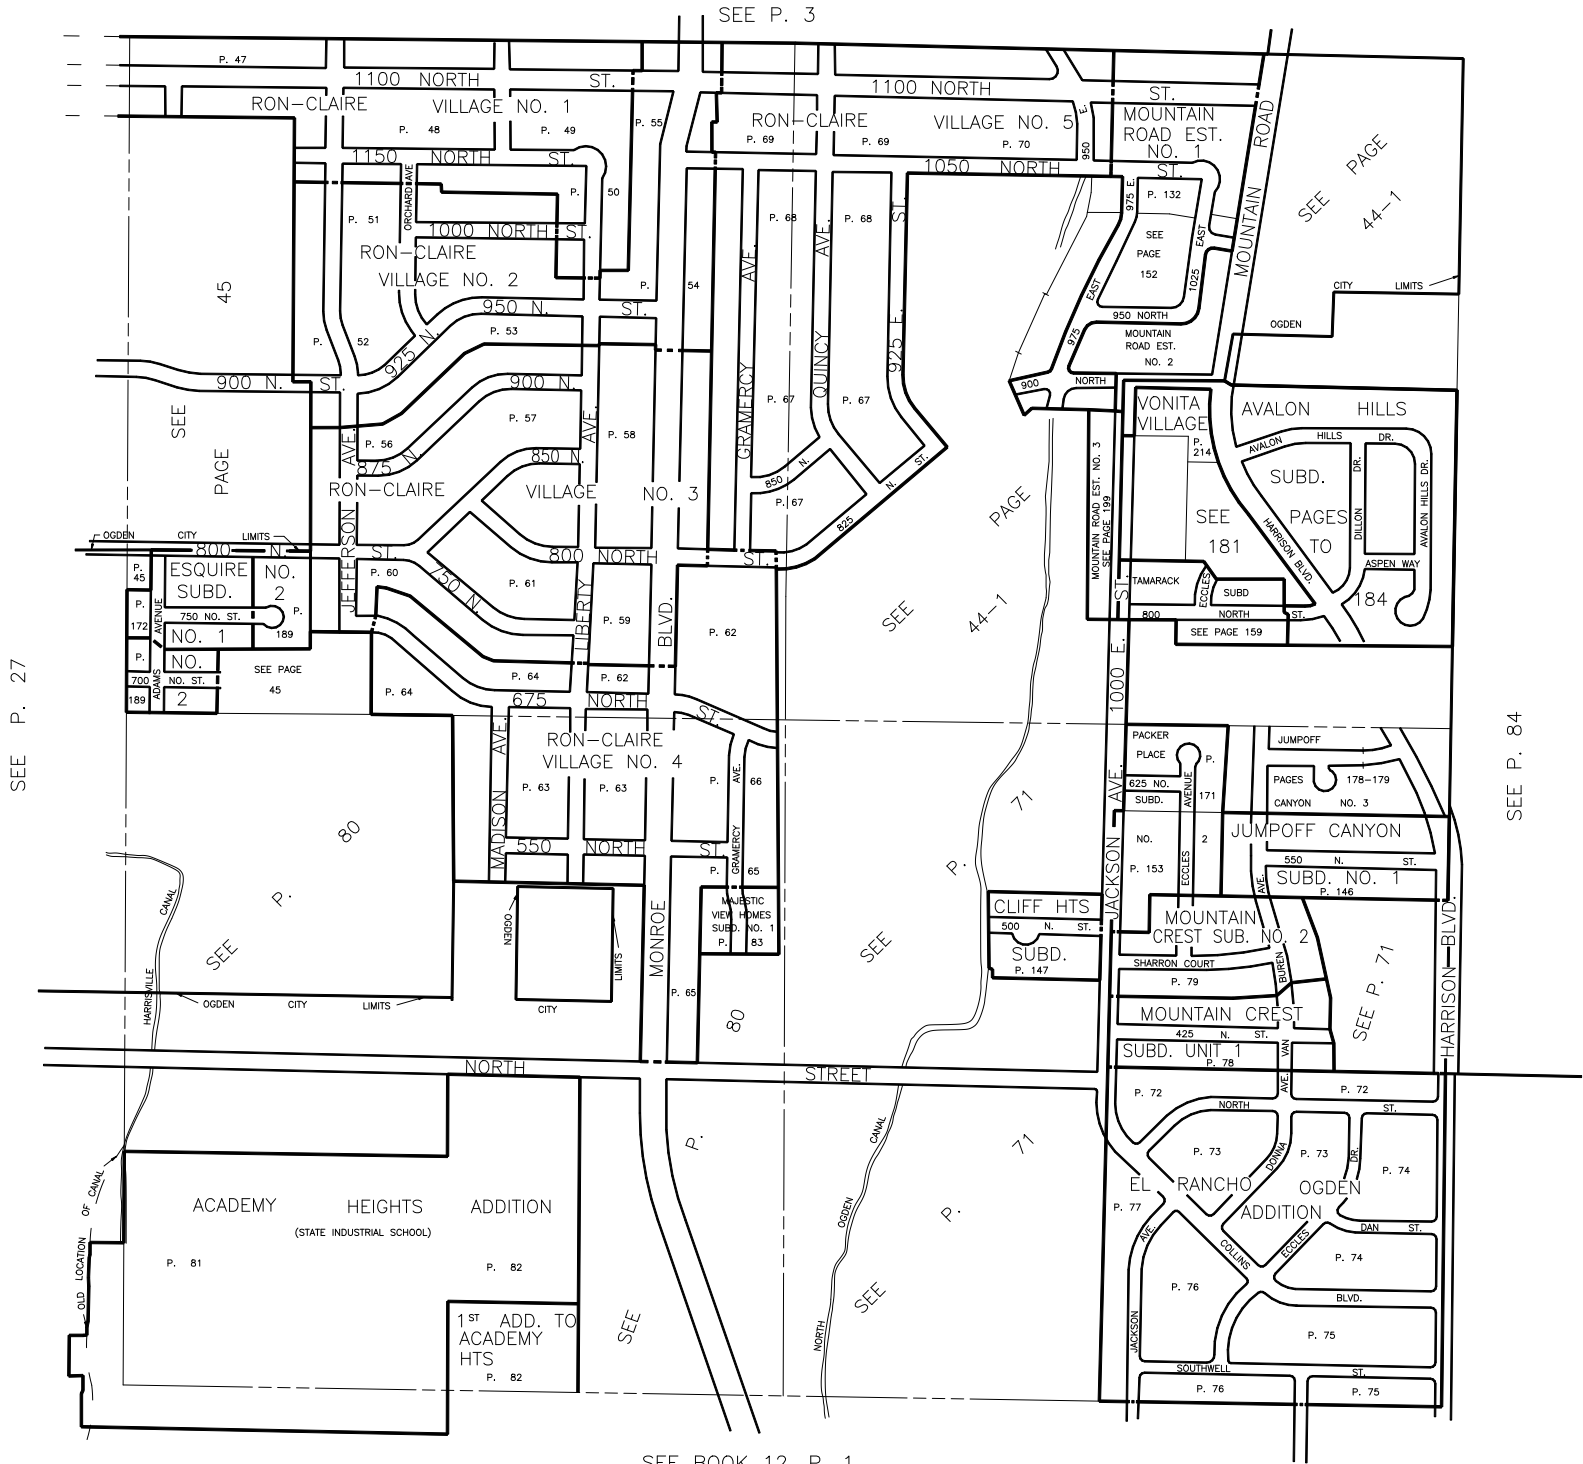 SEE P. 3
P. 47
1100 NORTH ST.
1100 NORTH ST.
RON-CLAIRE VILLAGE NO. 1
P. 48
P. 49
P. 55
RON-CLAIRE VILLAGE NO. 5
P. 69
P. 69
P. 70
950 E.
MOUNTAIN
ROAD EST.
NO. 1
MOUNTAIN ROAD
SEE PAGE
44-1
1150 NORTH ST.
1050 NORTH ST.
P. 50
P. 51
ORCHARD AVE
1000 NORTH ST.
RON-CLAIRE
VILLAGE NO. 2
P. 68
P. 68
975 E.
P. 132
SEE
PAGE
152
EAST
1025
EAST
975
950 NORTH
MOUNTAIN
ROAD EST.
NO. 2
CITY LIMITS
OGDEN
45
P. 54
950 N. ST.
P. 53
P. 52
925 N.
900 N. ST.
900 N.
GRAMERCY AVE.
QUINCY AVE.
925 E. ST.
900 NORTH
SEE
PAGE
P. 56
P. 57
P. 58
P. 67
P. 67
875 N.
850 N.
850 N.
P. 67
825 N. ST.
VONITA
VILLAGE
P.
214
AVALON HILLS
AVALON HILLS DR.
SUBD.
SEE PAGES
181 TO
184
DILLON DR.
AVALON HILLS DR.
HARRISON BLVD.
ASPEN WAY
RON-CLAIRE VILLAGE NO. 3
MOUNTAIN ROAD EST. NO. 3
SEE PAGE 199
SEE PAGE
44-1
OGDEN CITY LIMITS
800 N. ST.
800 NORTH ST.
P.
45
ESQUIRE
SUBD.
NO.
2
JEFFERSON AVE.
P. 60
750 N.
P. 61
LIBERTY AVE.
P. 59
BLVD.
P. 62
TAMARACK
SUBD
ECCLES
800 NORTH ST.
SEE PAGE 159
P.
172
AVENUE
750 NO. ST.
NO. 1
P.
189
P.
700 NO. ST.
189
ADAMS
NO.
2
SEE PAGE
45
P. 64
P. 64
P. 62
675 NORTH ST.
1000 E. ST.
SEE P. 27
SEE P. 84
RON-CLAIRE
VILLAGE NO. 4
MADISON AVE.
P. 63
P. 63
P. 66
GRAMERCY AVE.
550 NORTH ST.
P. 65
PACKER
PLACE
625 NO.
SUBD.
P.
171
NO. 2
P. 153
ECCLES AVENUE
JUMPOFF
PAGES 178-179
CANYON NO. 3
JUMPOFF CANYON
550 N. ST.
SUBD. NO. 1
P. 146
SEE P. 80
SEE P. 71
JACKSON AVE.
CLIFF HTS
500 N. ST.
SUBD.
P. 147
MOUNTAIN
CREST SUB. NO. 2
SHARRON COURT
P. 79
VAN BUREN AVE.
SEE P. 71
HARRISON BLVD.
CANAL
HARRISVILLE
OGDEN CITY LIMITS
OGDEN
CITY
LIMITS
MONROE
MAJESTIC
VIEW HOMES
SUBD. NO. 1
P. 83
P. 65
80
MOUNTAIN CREST
425 N. ST.
SUBD. UNIT 1
P. 78
NORTH STREET
P. 72
P. 72
AVE.
NORTH ST.
P. 73
P. 73
DONNA
DR.
P. 74
EL RANCHO OGDEN
ADDITION
P. 77
DAN ST.
AVE.
COLLINS
ECCLES
P. 74
P. 76
BLVD.
P. 75
JACKSON
SOUTHWELL ST.
P. 76
P. 75
OLD LOCATION OF CANAL
ACADEMY HEIGHTS ADDITION
(STATE INDUSTRIAL SCHOOL)
P. 81
P. 82
1ST ADD. TO
ACADEMY
HTS
P. 82
SEE
P.
NORTH OGDEN CANAL
SEE P. 71
SEE BOOK 12, P. 1